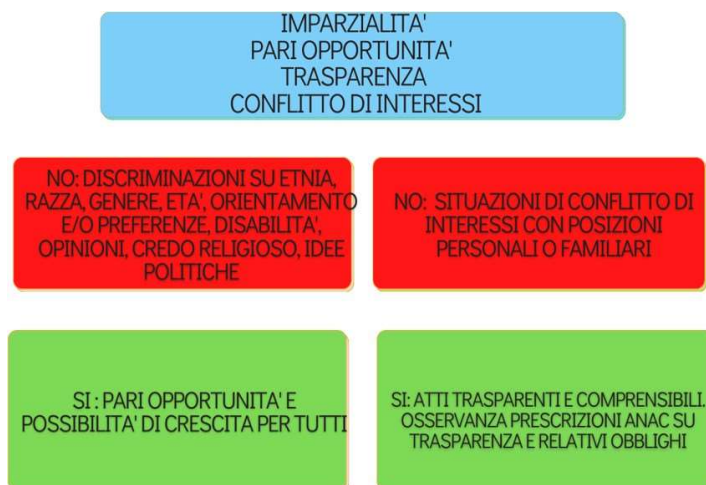 IMPARZIALITA'
PARI OPPORTUNITA'
TRASPARENZA
CONFLITTO DI INTERESSI
NO: DISCRIMINAZIONI SU ETNIA,
RAZZA, GENERE, ETA', ORIENTAMENTO
E/O PREFERENZE, DISABILITA',
OPINIONI, CREDO RELIGIOSO, IDEE
POLITICHE
NO: SITUAZIONI DI CONFLITTO DI
INTERESSI CON POSIZIONI
PERSONALI O FAMILIARI
SI : PARI OPPORTUNITA' E
POSSIBILITA' DI CRESCITA PER TUTTI
SI: ATTI TRASPARENTI E COMPRENSIBILI.
OSSERVANZA PRESCRIZIONI ANAC SU
TRASPARENZA E RELATIVI OBBLIGHI